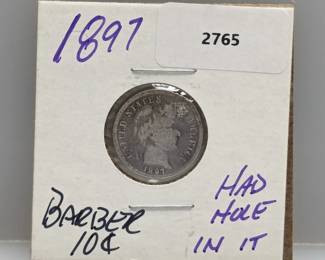 1897
2765
UNITED STATES OF AMERICA
1897
BARBER
10¢
HAD
HOLE
IN IT